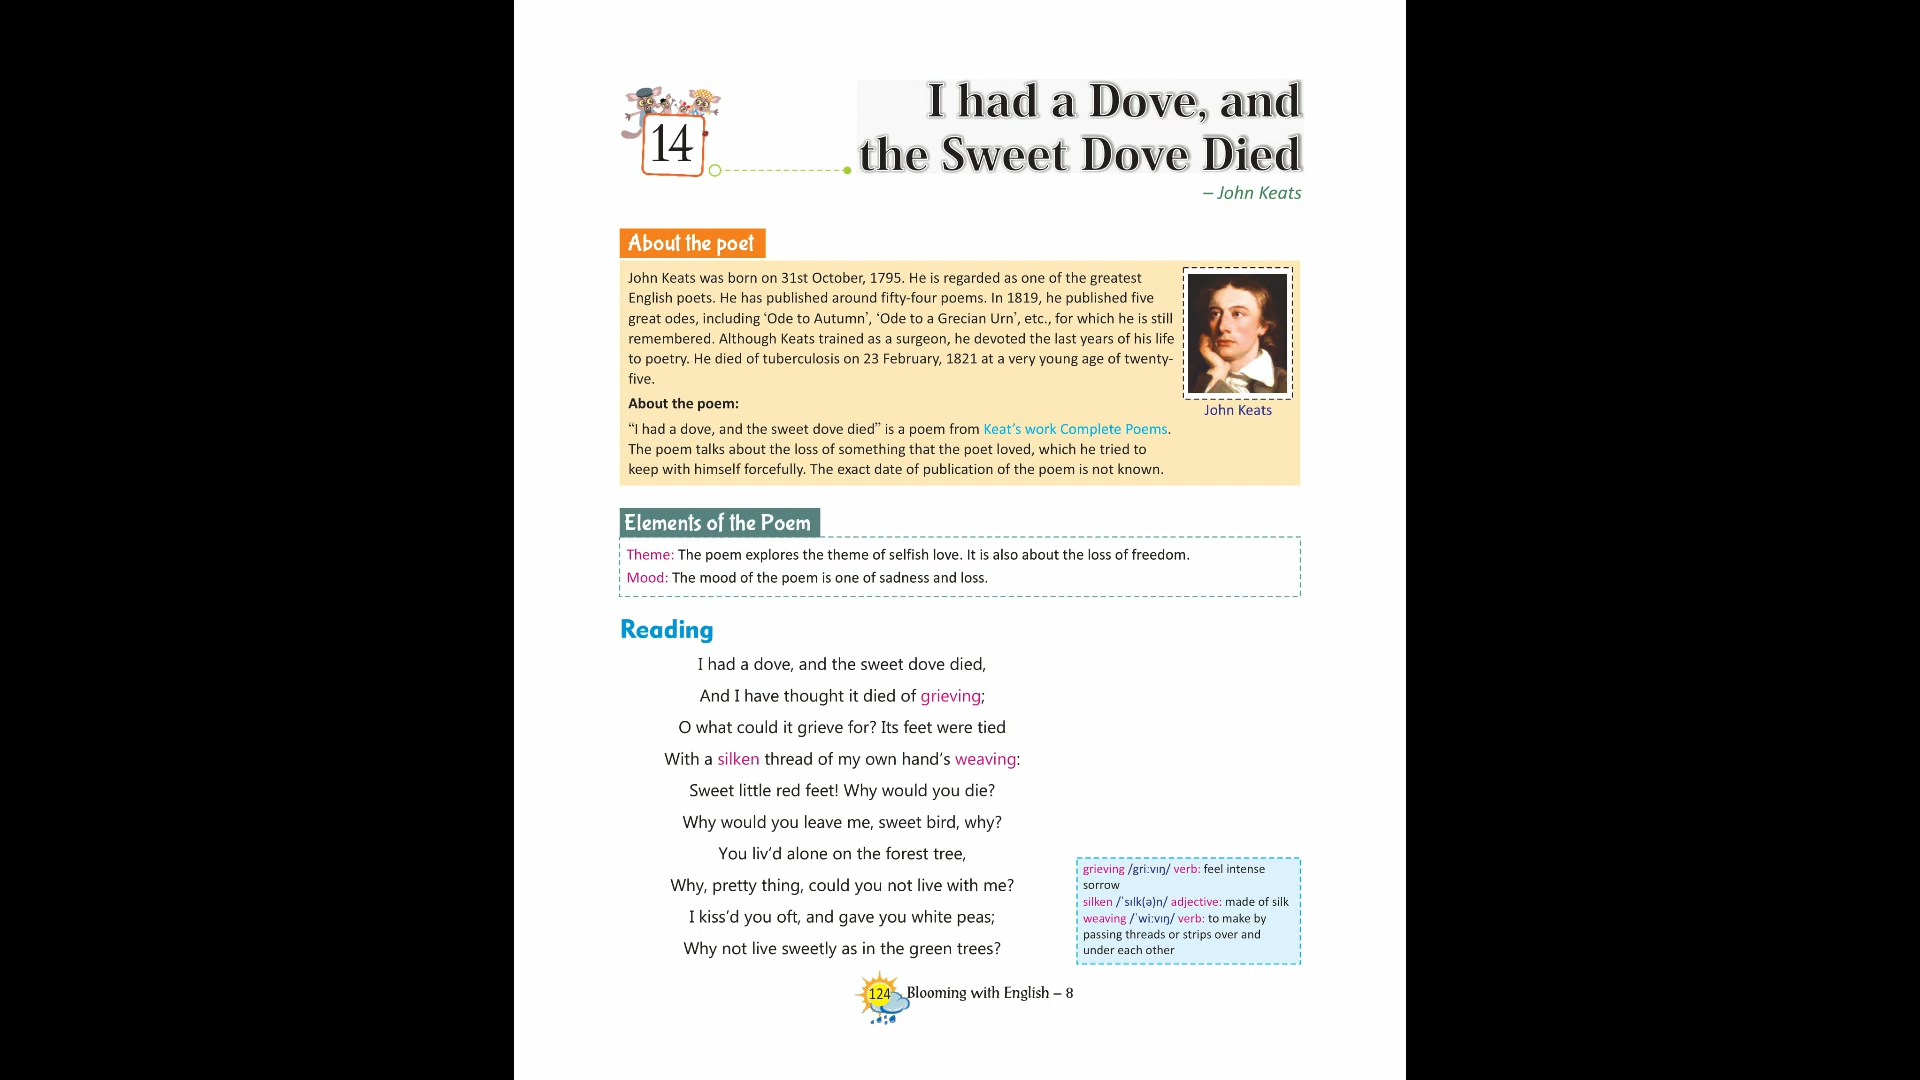 14
I had a Dove, and
the Sweet Dove Died
– John Keats
About the poet
John Keats was born on 31st October, 1795. He is regarded as one of the greatest
English poets. He has published around fifty-four poems. In 1819, he published five
great odes, including ‘Ode to Autumn’, ‘Ode to a Grecian Urn’, etc., for which he is still
remembered. Although Keats trained as a surgeon, he devoted the last years of his life
to poetry. He died of tuberculosis on 23 February, 1821 at a very young age of twenty-
five.
John Keats
About the poem:
“I had a dove, and the sweet dove died” is a poem from Keat’s work Complete Poems.
The poem talks about the loss of something that the poet loved, which he tried to
keep with himself forcefully. The exact date of publication of the poem is not known.
Elements of the Poem
Theme: The poem explores the theme of selfish love. It is also about the loss of freedom.
Mood: The mood of the poem is one of sadness and loss.
Reading
I had a dove, and the sweet dove died,
And I have thought it died of grieving;
O what could it grieve for? Its feet were tied
With a silken thread of my own hand’s weaving:
Sweet little red feet! Why would you die?
Why would you leave me, sweet bird, why?
You liv’d alone on the forest tree,
Why, pretty thing, could you not live with me?
I kiss’d you oft, and gave you white peas;
Why not live sweetly as in the green trees?
grieving /griːvɪŋ/ verb: feel intense
sorrow
silken /ˈsɪlk(ə)n/ adjective: made of silk
weaving /ˈwiːvɪŋ/ verb: to make by
passing threads or strips over and
under each other
124 Blooming with English – 8